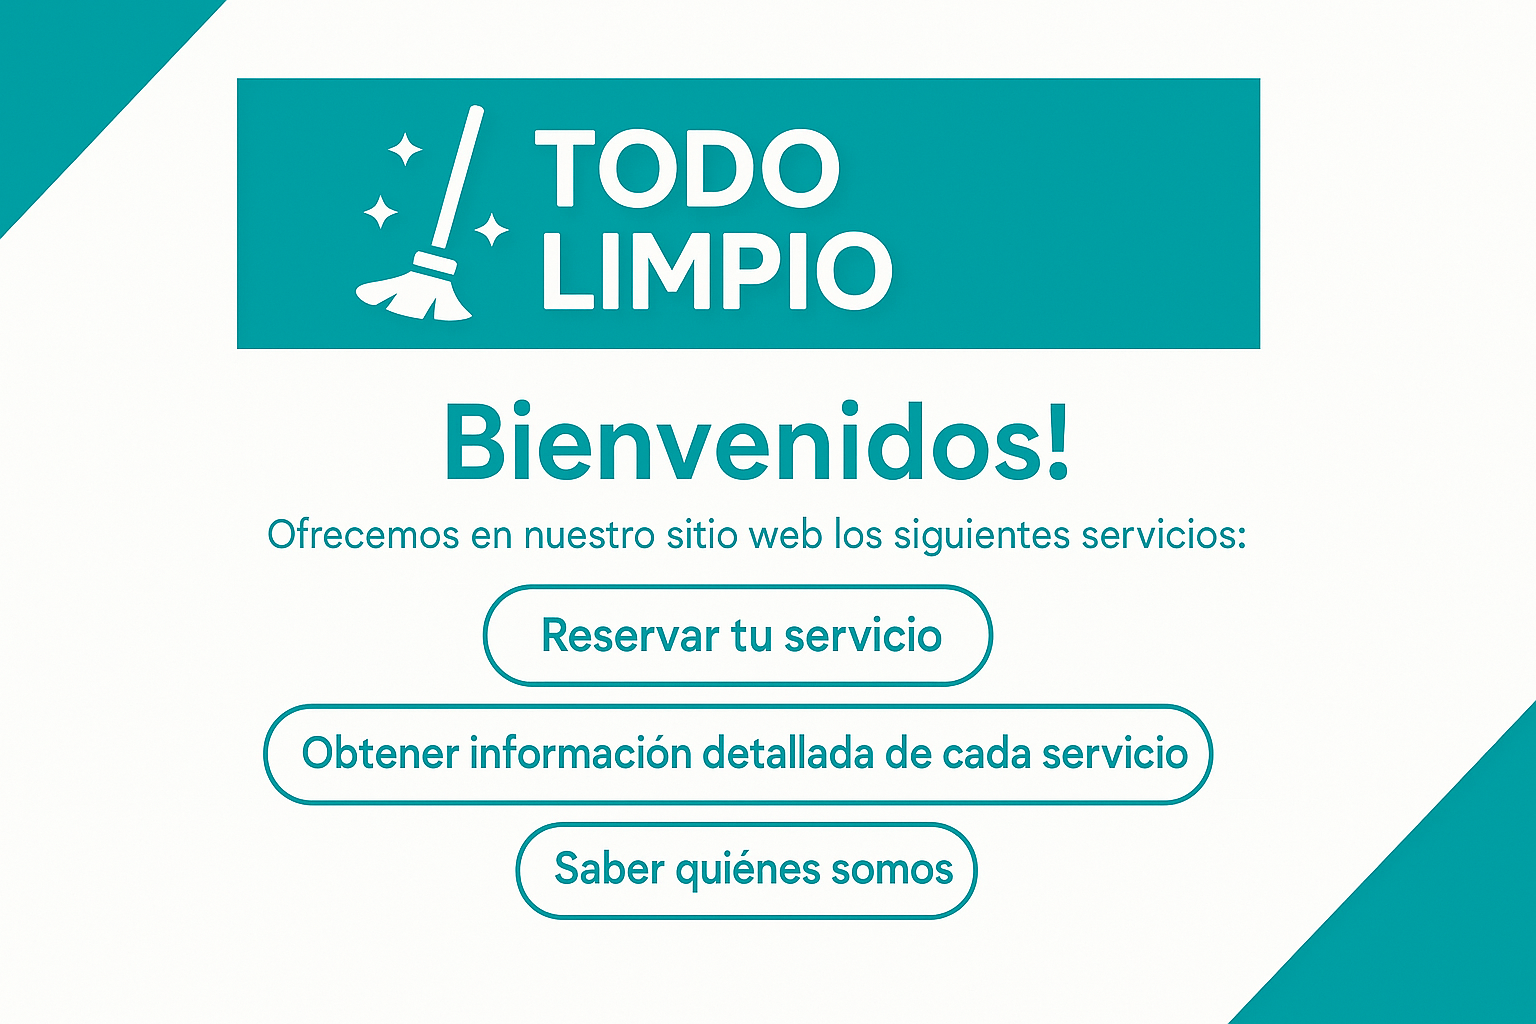 TODO
LIMPIO
Bienvenidos!
Ofrecemos en nuestro sitio web los siguientes servicios:
Reservar tu servicio
Obtener información detallada de cada servicio
Saber quiénes somos